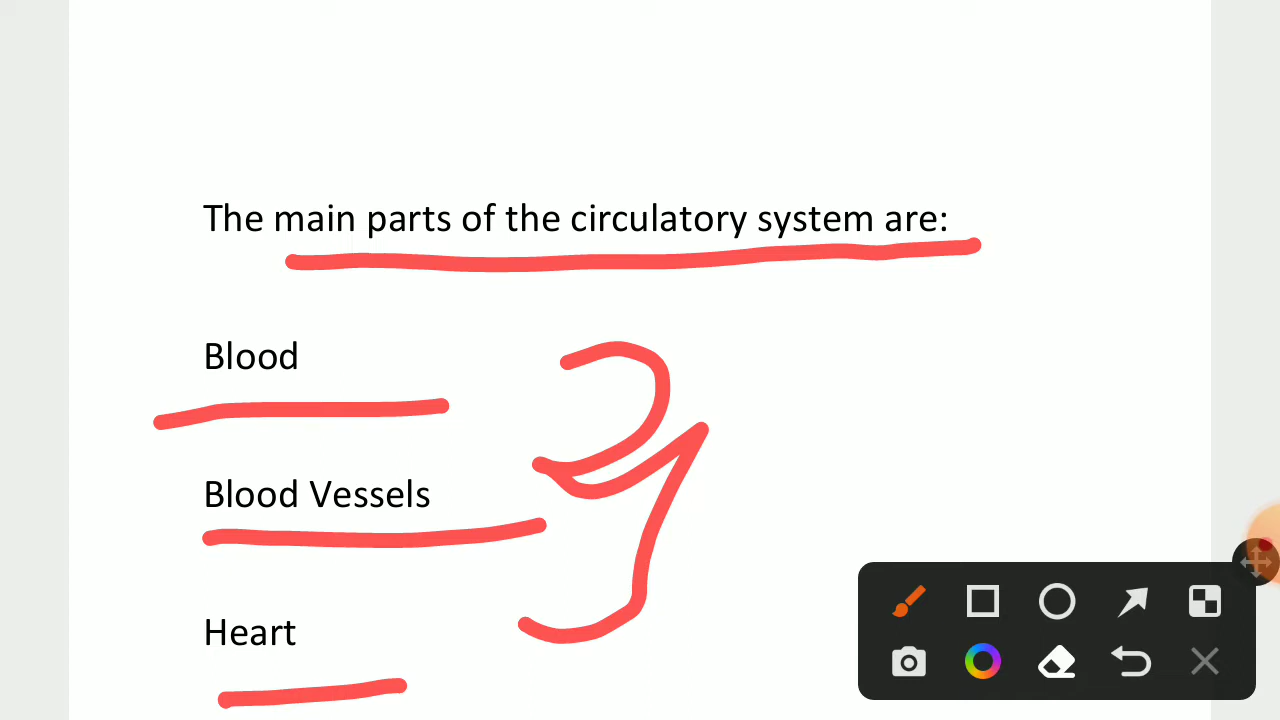 The main parts of the circulatory system are:
Blood
Blood Vessels
Heart